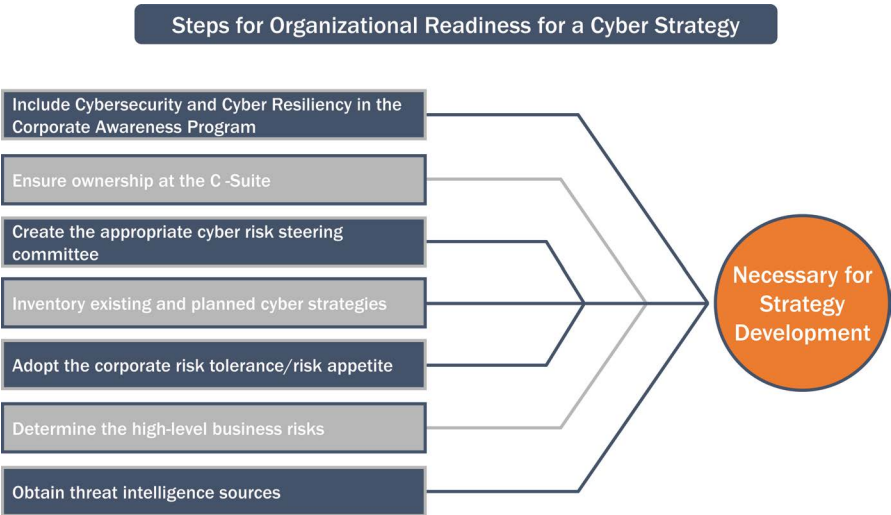 Steps for Organizational Readiness for a Cyber Strategy
Include Cybersecurity and Cyber Resiliency in the
Corporate Awareness Program
Ensure ownership at the C -Suite
Create the appropriate cyber risk steering
committee
Inventory existing and planned cyber strategies
Adopt the corporate risk tolerance/risk appetite
Determine the high-level business risks
Obtain threat intelligence sources
Necessary for
Strategy
Development